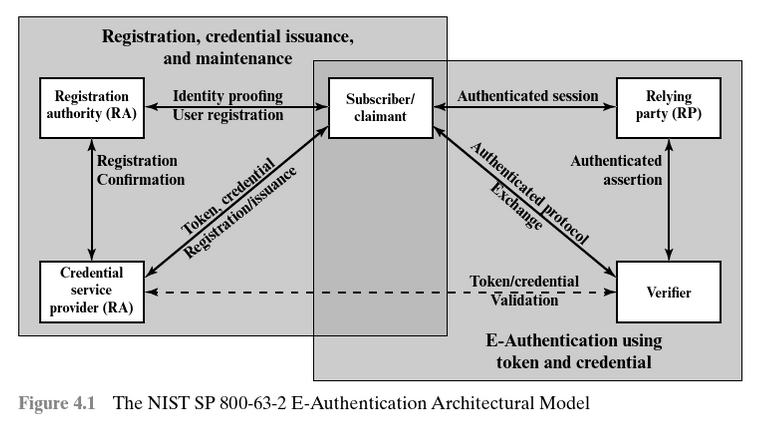 Registration, credential issuance,
and maintenance
Registration
authority (RA)
Identity proofing
User registration
Subscriber/
claimant
Authenticated session
Relying
party (RP)
Registration
Confirmation
Token, credential
Registration/issuance
Authenticated protocol
Exchange
Authenticated
assertion
Credential
service
provider (RA)
Token/credential
Validation
Verifier
E-Authentication using
token and credential
Figure 4.1 The NIST SP 800-63-2 E-Authentication Architectural Model